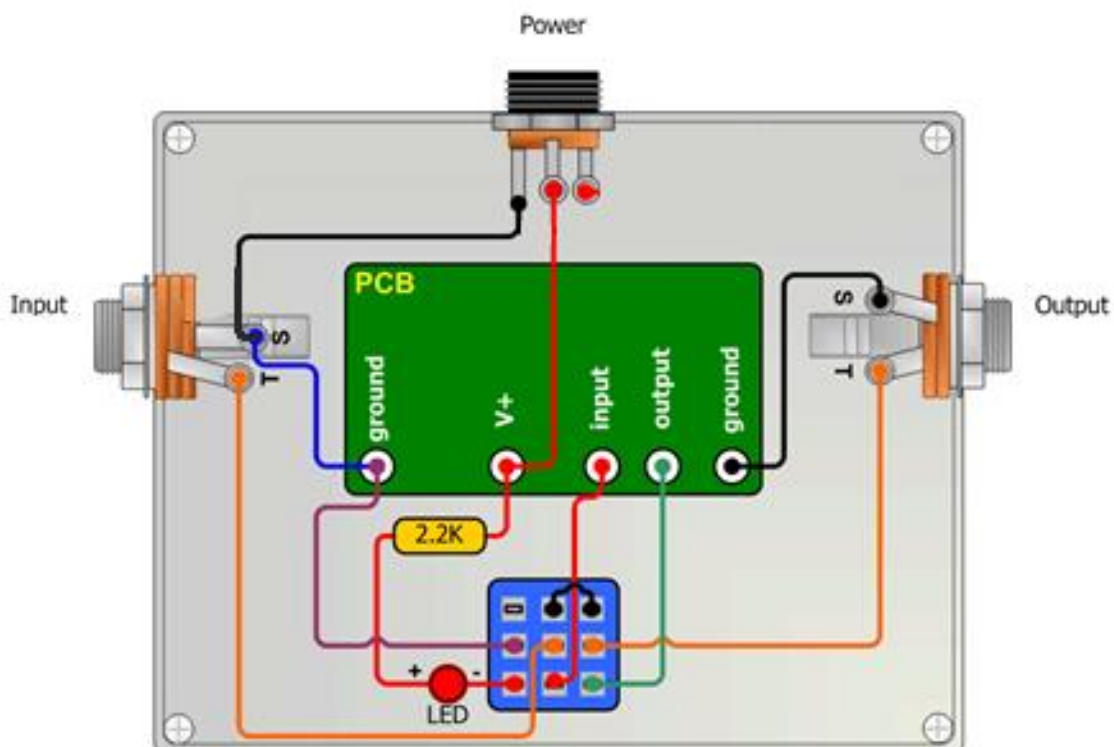 Power
PCB
Input
S
T
S
T
Output
ground
V+
input
output
ground
2.2K
+
-
LED